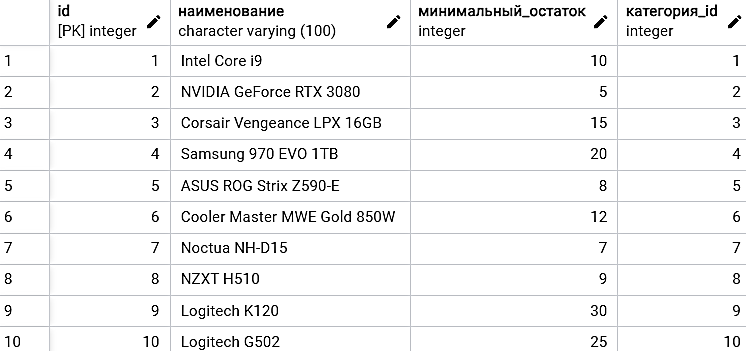 id наименование минимальный_остаток категория_id
[PK] integer character varying (100) integer integer
1 1 Intel Core i9 10 1
2 2 NVIDIA GeForce RTX 3080 5 2
3 3 Corsair Vengeance LPX 16GB 15 3
4 4 Samsung 970 EVO 1TB 20 4
5 5 ASUS ROG Strix Z590-E 8 5
6 6 Cooler Master MWE Gold 850W 12 6
7 7 Noctua NH-D15 7 7
8 8 NZXT H510 9 8
9 9 Logitech K120 30 9
10 10 Logitech G502 25 10